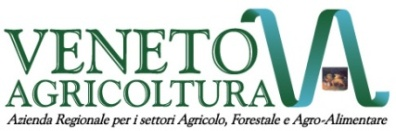 VENETO
AGRICOLTURA
Azienda Regionale per i settori Agricolo, Forestale e Agro-Alimentare